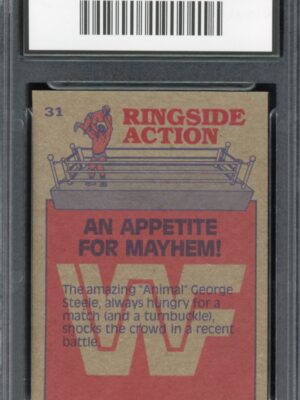 31
RINGSIDE
ACTION
AN APPETITE
FOR MAYHEM!
WF
The amazing "Animal" George
Steele, always hungry for a
match (and a turnbuckle),
shocks the crowd in a recent
battle.